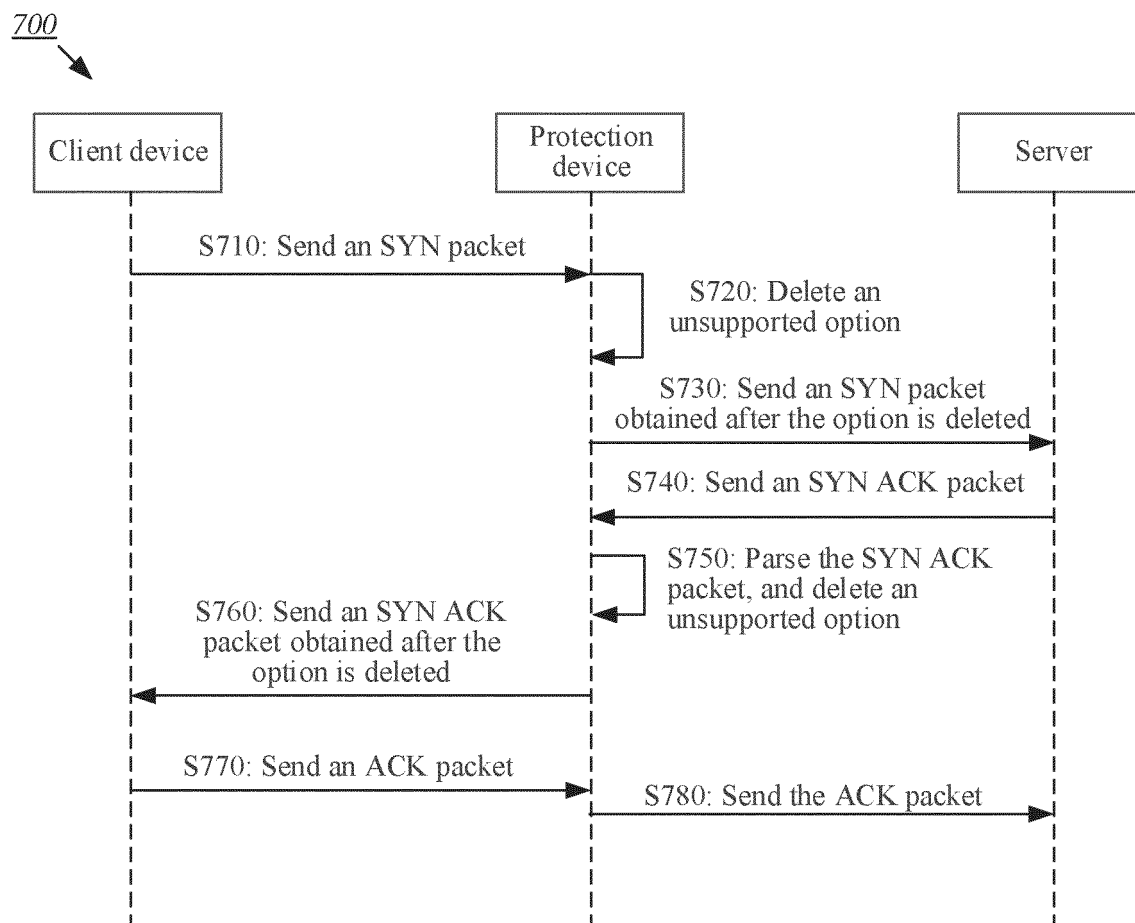 700
Client device
Protection
device
Server
S710: Send an SYN packet
S720: Delete an
unsupported option
S730: Send an SYN packet
obtained after the option is deleted
S740: Send an SYN ACK packet
S750: Parse the SYN ACK
packet, and delete an
unsupported option
S760: Send an SYN ACK
packet obtained after the
option is deleted
S770: Send an ACK packet
S780: Send the ACK packet